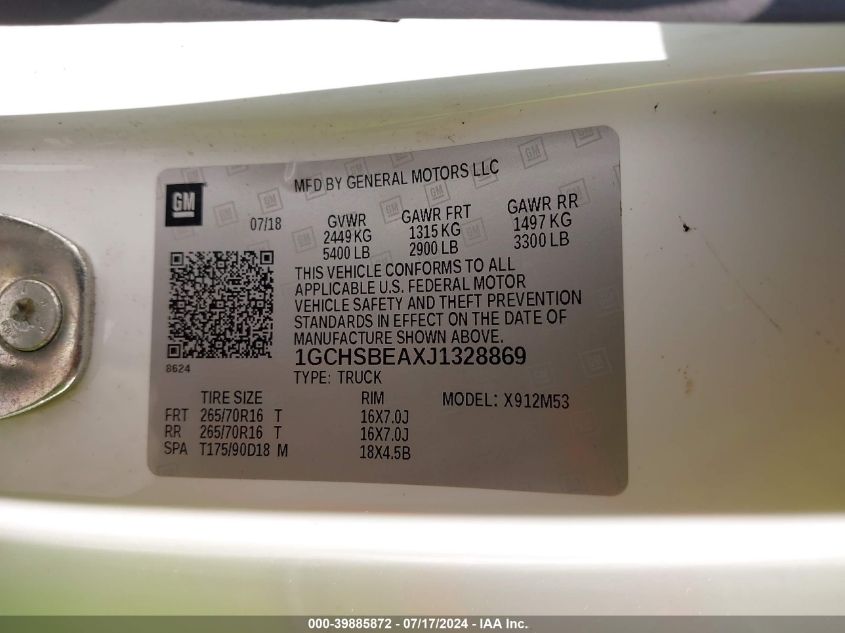 MFD BY GENERAL MOTORS LLC
GM
07/18
GVWR GAWR FRT GAWR RR
2449 KG 1315 KG 1497 KG
5400 LB 2900 LB 3300 LB
THIS VEHICLE CONFORMS TO ALL
APPLICABLE U.S. FEDERAL MOTOR
VEHICLE SAFETY AND THEFT PREVENTION
STANDARDS IN EFFECT ON THE DATE OF
MANUFACTURE SHOWN ABOVE.
8624
1GCHSBEAXJ1328869
TYPE: TRUCK
TIRE SIZE RIM MODEL: X912M53
FRT 265/70R16 T 16X7.0J
RR 265/70R16 T 16X7.0J
SPA T175/90D18 M 18X4.5B
000-39885872 / 07/17/2024 - IAA Inc.